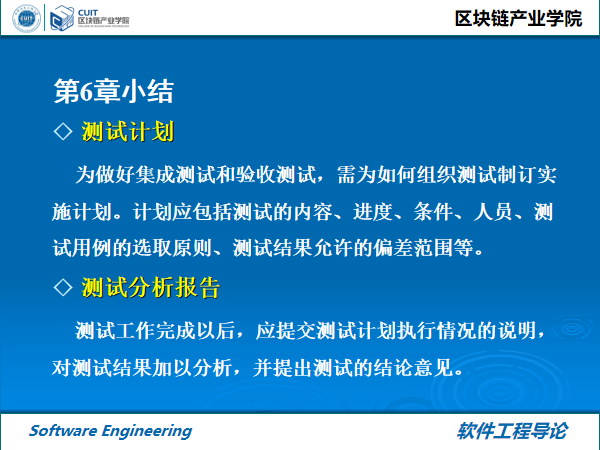 CUIT
区块链产业学院
区块链产业学院
第6章小结
◇ 测试计划
为做好集成测试和验收测试，需为如何组织测试制订实
施计划。计划应包括测试的内容、进度、条件、人员、测
试用例的选取原则、测试结果允许的偏差范围等。
◇ 测试分析报告
测试工作完成以后，应提交测试计划执行情况的说明，
对测试结果加以分析，并提出测试的结论意见。
Software Engineering
软件工程导论